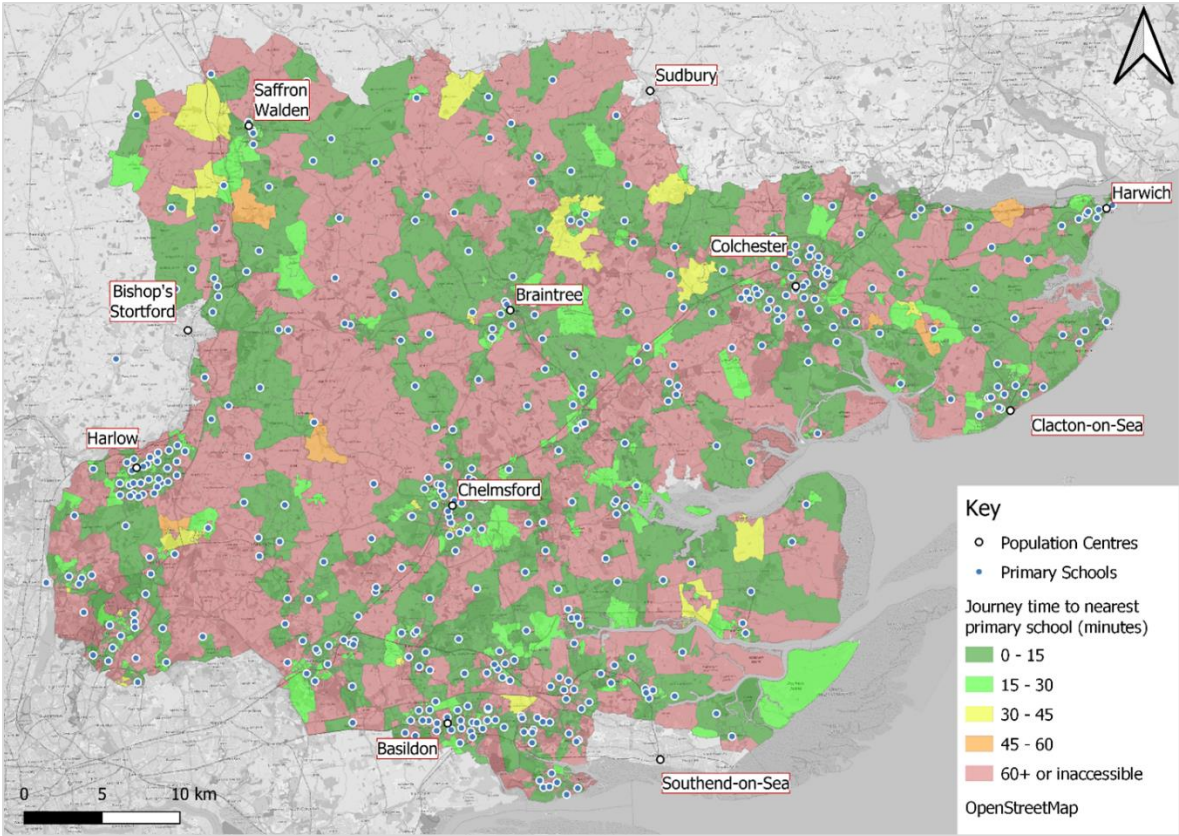 Sudbury
Saffron
Walden
Harwich
Colchester
Bishop's
Stortford
Braintree
Clacton-on-Sea
Harlow
Chelmsford
Basildon
Southend-on-Sea
0 5 10 km
Key
Population Centres
Primary Schools
Journey time to nearest
primary school (minutes)
0 - 15
15 - 30
30 - 45
45 - 60
60+ or inaccessible
OpenStreetMap